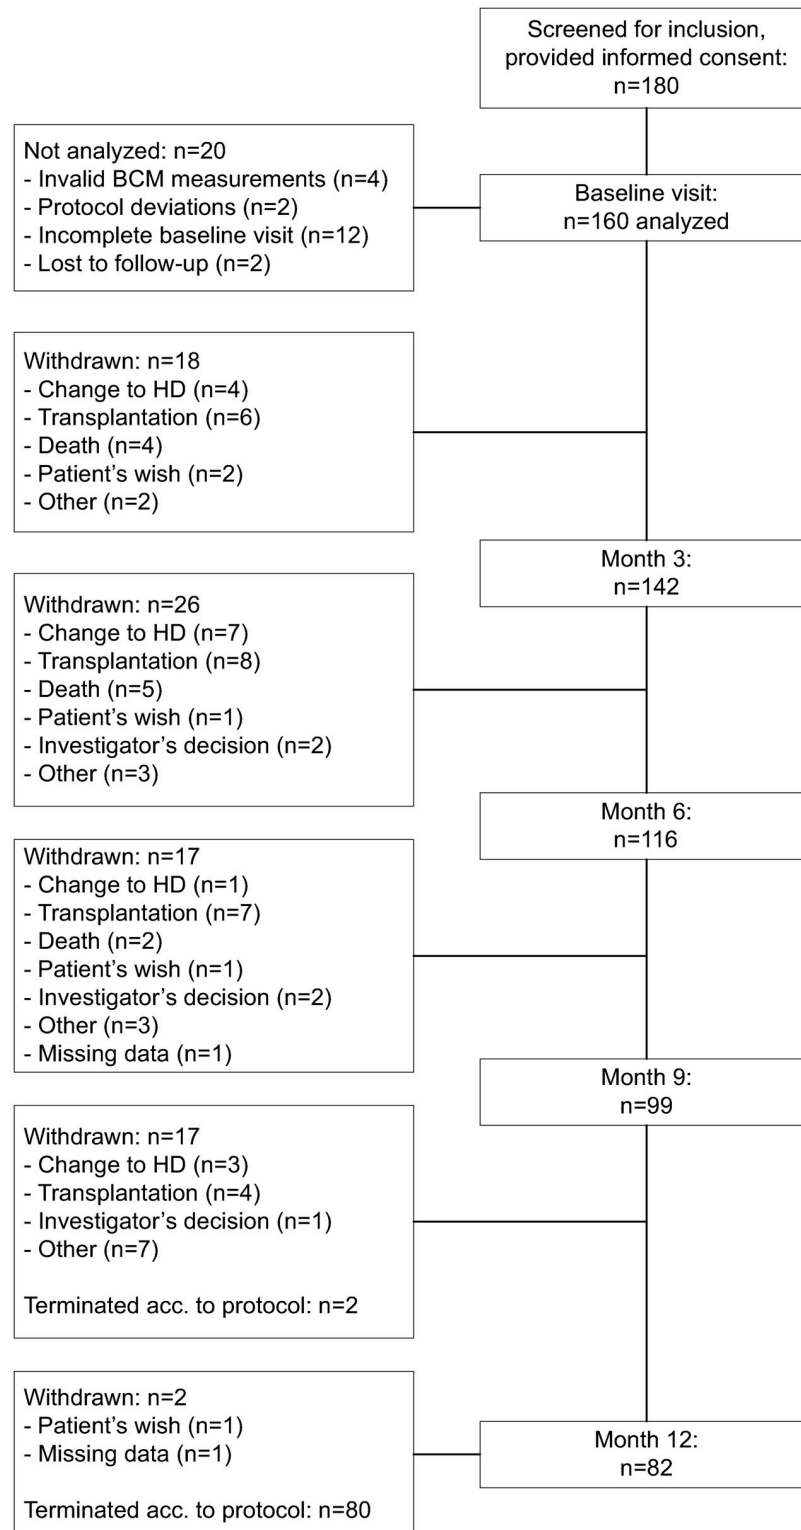 Screened for inclusion,
provided informed consent:
n=180
Not analyzed: n=20
- Invalid BCM measurements (n=4)
- Protocol deviations (n=2)
- Incomplete baseline visit (n=12)
- Lost to follow-up (n=2)
Baseline visit:
n=160 analyzed
Withdrawn: n=18
- Change to HD (n=4)
- Transplantation (n=6)
- Death (n=4)
- Patient’s wish (n=2)
- Other (n=2)
Month 3:
n=142
Withdrawn: n=26
- Change to HD (n=7)
- Transplantation (n=8)
- Death (n=5)
- Patient’s wish (n=1)
- Investigator’s decision (n=2)
- Other (n=3)
Month 6:
n=116
Withdrawn: n=17
- Change to HD (n=1)
- Transplantation (n=7)
- Death (n=2)
- Patient’s wish (n=1)
- Investigator’s decision (n=2)
- Other (n=3)
- Missing data (n=1)
Month 9:
n=99
Withdrawn: n=17
- Change to HD (n=3)
- Transplantation (n=4)
- Investigator’s decision (n=1)
- Other (n=7)
Terminated acc. to protocol: n=2
Withdrawn: n=2
- Patient’s wish (n=1)
- Missing data (n=1)
Terminated acc. to protocol: n=80
Month 12:
n=82